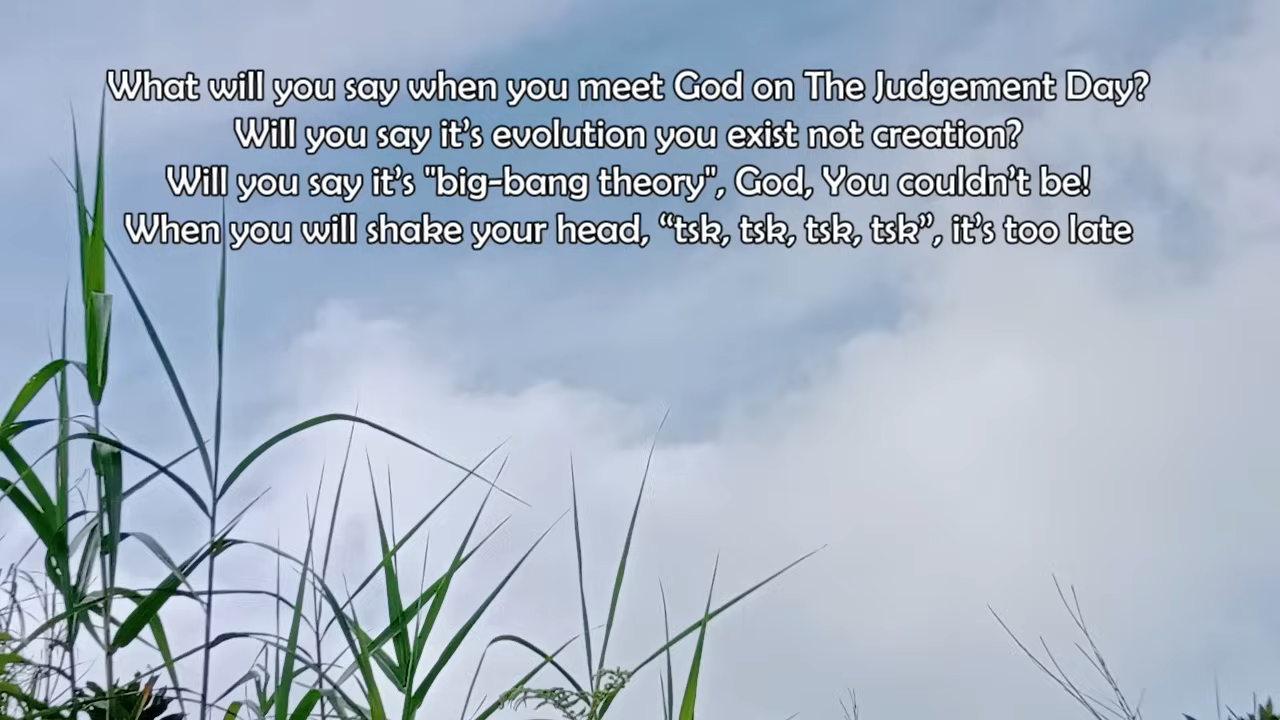 What will you say when you meet God on The Judgement Day?
Will you say it’s evolution you exist not creation?
Will you say it’s "big-bang theory", God, You couldn’t be!
When you will shake your head, “tsk, tsk, tsk, tsk”, it’s too late